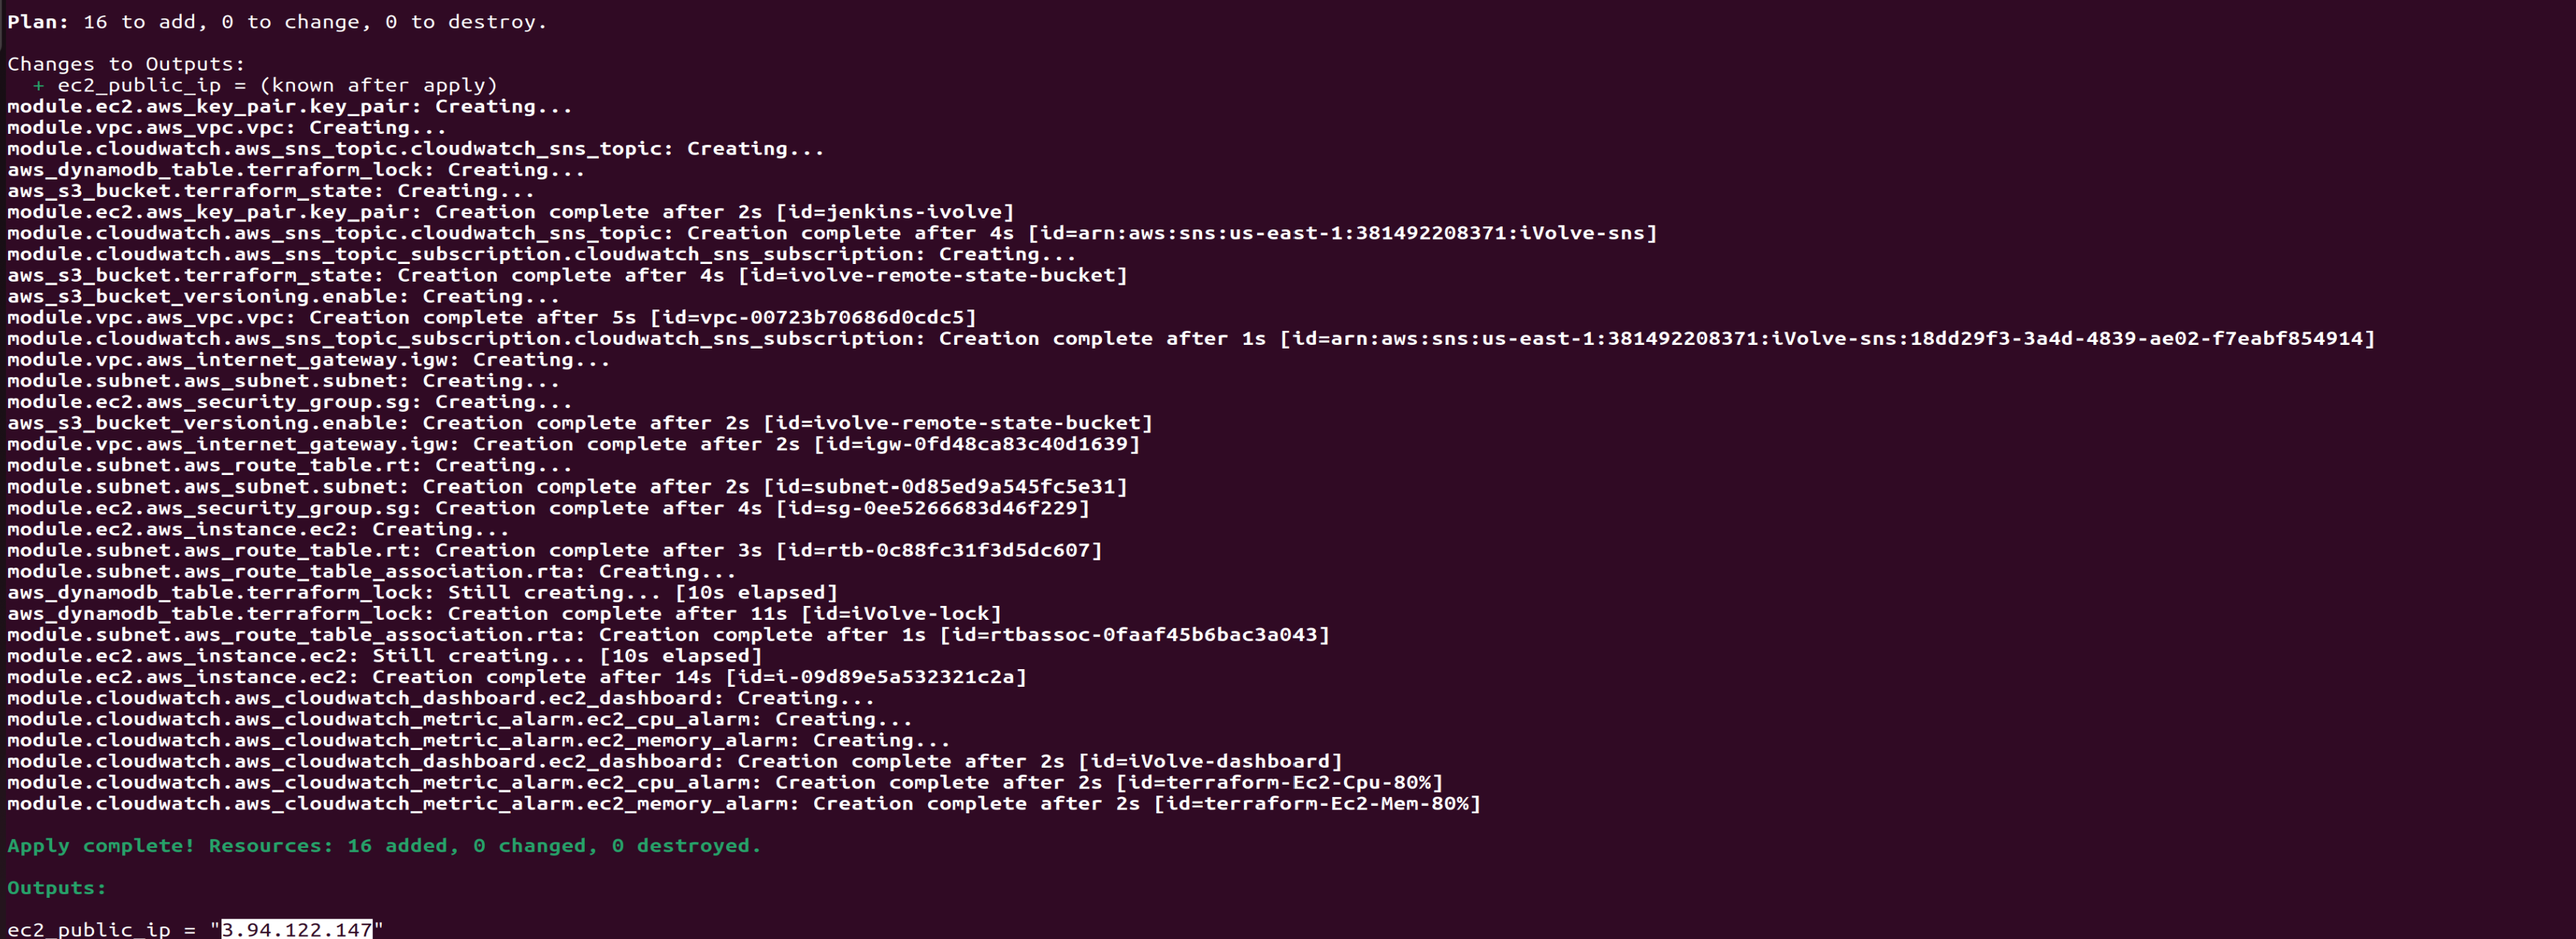 Plan: 16 to add, 0 to change, 0 to destroy.
Changes to Outputs:
+ ec2_public_ip = (known after apply)
module.ec2.aws_key_pair.key_pair: Creating...
module.vpc.aws_vpc.vpc: Creating...
module.cloudwatch.aws_sns_topic.cloudwatch_sns_topic: Creating...
aws_dynamodb_table.terraform_lock: Creating...
aws_s3_bucket.terraform_state: Creating...
module.ec2.aws_key_pair.key_pair: Creation complete after 2s [id=jenkins-ivolve]
module.cloudwatch.aws_sns_topic.cloudwatch_sns_topic: Creation complete after 4s [id=arn:aws:sns:us-east-1:381492208371:iVolve-sns]
module.cloudwatch.aws_sns_topic_subscription.cloudwatch_sns_subscription: Creating...
aws_s3_bucket.terraform_state: Creation complete after 4s [id=ivolve-remote-state-bucket]
aws_s3_bucket_versioning.enable: Creating...
module.vpc.aws_vpc.vpc: Creation complete after 5s [id=vpc-00723b70686d0cdc5]
module.cloudwatch.aws_sns_topic_subscription.cloudwatch_sns_subscription: Creation complete after 1s [id=arn:aws:sns:us-east-1:381492208371:iVolve-sns:18dd29f3-3a4d-4839-ae02-f7eabf854914]
module.vpc.aws_internet_gateway.igw: Creating...
module.subnet.aws_subnet.subnet: Creating...
module.ec2.aws_security_group.sg: Creating...
aws_s3_bucket_versioning.enable: Creation complete after 2s [id=ivolve-remote-state-bucket]
module.vpc.aws_internet_gateway.igw: Creation complete after 2s [id=igw-0fd48ca83c40d1639]
module.subnet.aws_route_table.rt: Creating...
module.subnet.aws_subnet.subnet: Creation complete after 2s [id=subnet-0d85ed9a545fc5e31]
module.ec2.aws_security_group.sg: Creation complete after 4s [id=sg-0ee5266683d46f229]
module.ec2.aws_instance.ec2: Creating...
module.subnet.aws_route_table.rt: Creation complete after 3s [id=rtb-0c88fc31f3d5dc607]
module.subnet.aws_route_table_association.rta: Creating...
aws_dynamodb_table.terraform_lock: Still creating... [10s elapsed]
aws_dynamodb_table.terraform_lock: Creation complete after 11s [id=iVolve-lock]
module.subnet.aws_route_table_association.rta: Creation complete after 1s [id=rtbassoc-0faaf45b6bac3a043]
module.ec2.aws_instance.ec2: Still creating... [10s elapsed]
module.ec2.aws_instance.ec2: Creation complete after 14s [id=i-09d89e5a532321c2a]
module.cloudwatch.aws_cloudwatch_dashboard.ec2_dashboard: Creating...
module.cloudwatch.aws_cloudwatch_metric_alarm.ec2_cpu_alarm: Creating...
module.cloudwatch.aws_cloudwatch_metric_alarm.ec2_memory_alarm: Creating...
module.cloudwatch.aws_cloudwatch_dashboard.ec2_dashboard: Creation complete after 2s [id=iVolve-dashboard]
module.cloudwatch.aws_cloudwatch_metric_alarm.ec2_cpu_alarm: Creation complete after 2s [id=terraform-Ec2-Cpu-80%]
module.cloudwatch.aws_cloudwatch_metric_alarm.ec2_memory_alarm: Creation complete after 2s [id=terraform-Ec2-Mem-80%]
Apply complete! Resources: 16 added, 0 changed, 0 destroyed.
Outputs:
ec2_public_ip = "3.94.122.147"